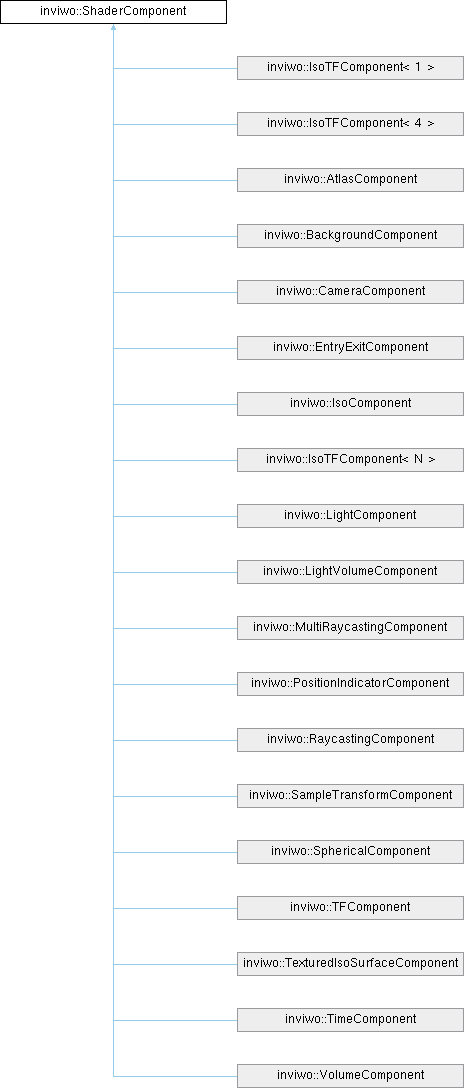 inviwo::ShaderComponent
inviwo::IsoTFComponent< 1 >
inviwo::IsoTFComponent< 4 >
inviwo::AtlasComponent
inviwo::BackgroundComponent
inviwo::CameraComponent
inviwo::EntryExitComponent
inviwo::IsoComponent
inviwo::IsoTFComponent< N >
inviwo::LightComponent
inviwo::LightVolumeComponent
inviwo::MultiRaycastingComponent
inviwo::PositionIndicatorComponent
inviwo::RaycastingComponent
inviwo::SampleTransformComponent
inviwo::SphericalComponent
inviwo::TFComponent
inviwo::TexturedIsoSurfaceComponent
inviwo::TimeComponent
inviwo::VolumeComponent